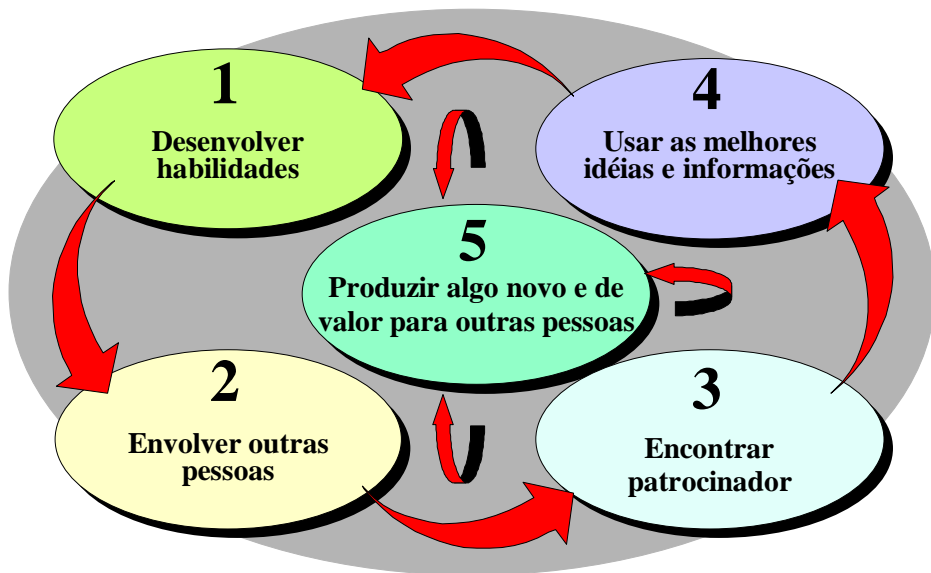 1
Desenvolver
habilidades
2
Envolver outras
pessoas
3
Encontrar
patrocinador
4
Usar as melhores
idéias e informações
5
Produzir algo novo e de
valor para outras pessoas